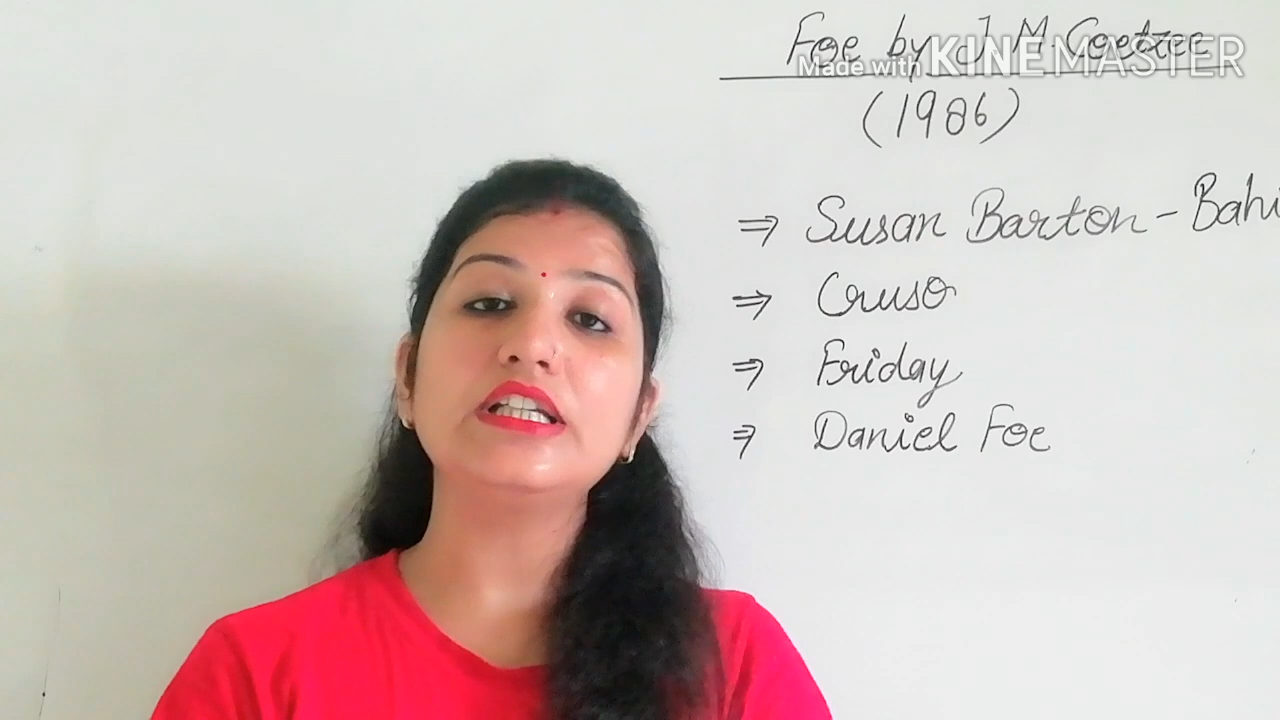 Foe by J M Coetzee
Made with KINEMASTER
(1986)
⇒ Susan Barton - Bahi
⇒ Cruso
⇒ Friday
⇒ Daniel Foe